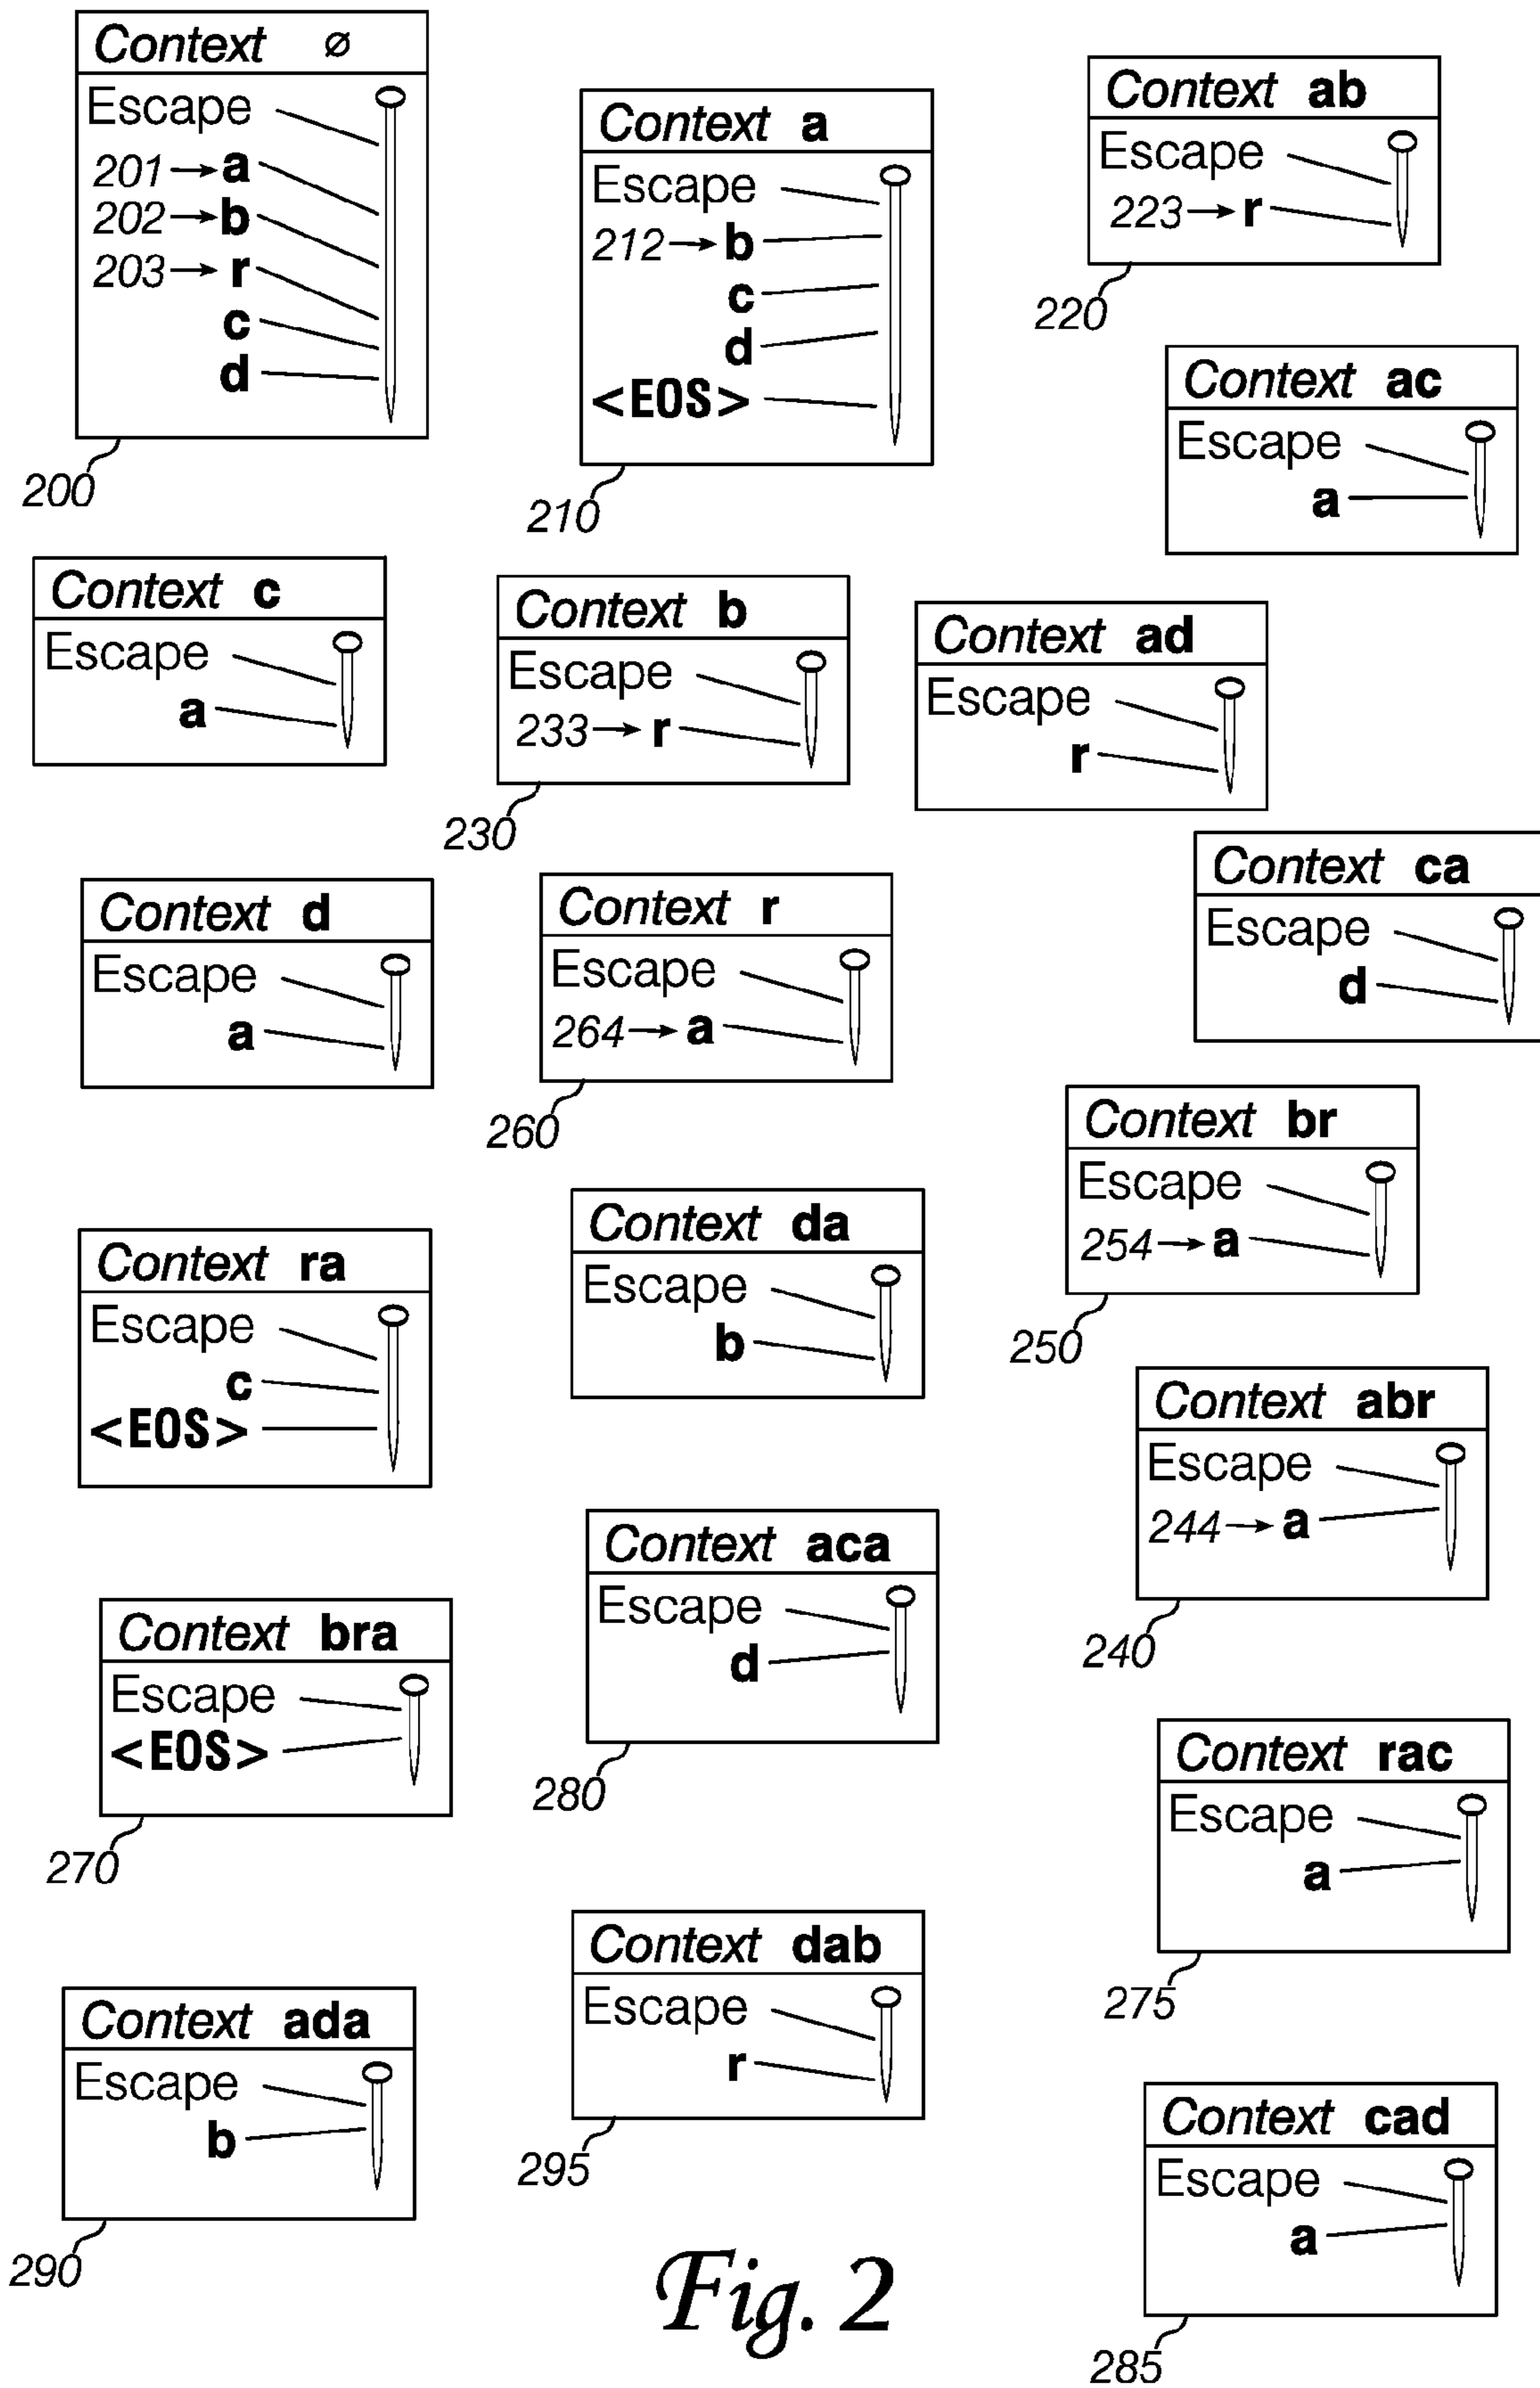 Context ø
Escape
201→a
202→b
203→r
c
d
200
Context a
Escape
212→b
c
d
<EOS>
210
Context ab
Escape
223→r
220
Context ac
Escape
a
Context c
Escape
a
Context b
Escape
233→r
230
Context ad
Escape
r
Context ca
Escape
d
Context d
Escape
a
Context r
Escape
264→a
260
Context br
Escape
254→a
250
Context ra
Escape
c
<EOS>
Context da
Escape
b
Context abr
Escape
244→a
240
Context aca
Escape
d
280
Context bra
Escape
<EOS>
270
Context rac
Escape
a
275
Context dab
Escape
r
295
Context ada
Escape
b
290
Context cad
Escape
a
285
Fig. 2